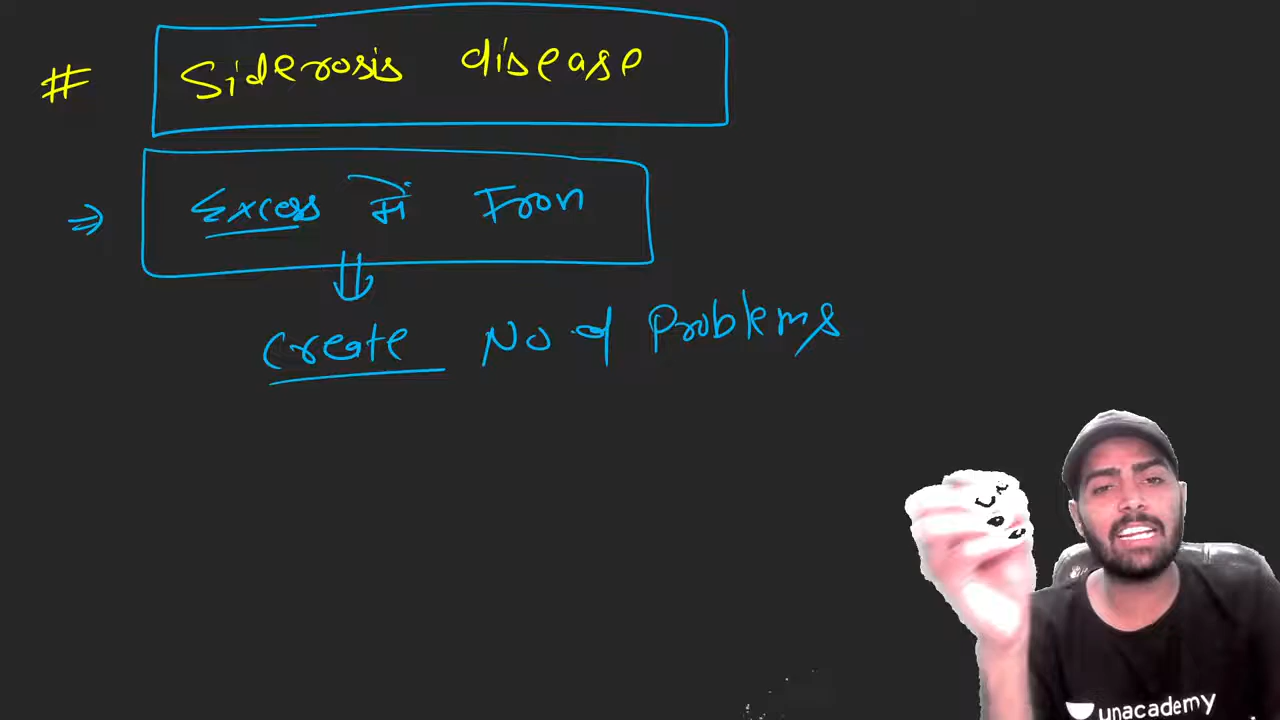 # Siderosis disease
⇒ Excess में Iron
Create No of Problems
unacademy